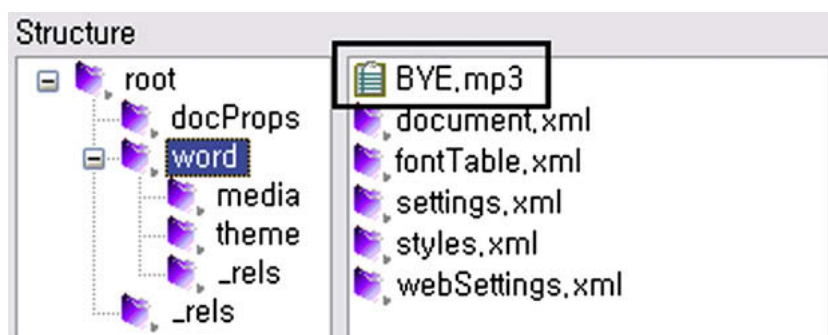 Structure
root
docProps
word
media
theme
_rels
_rels
BYE.mp3
document.xml
fontTable.xml
settings.xml
styles.xml
webSettings.xml